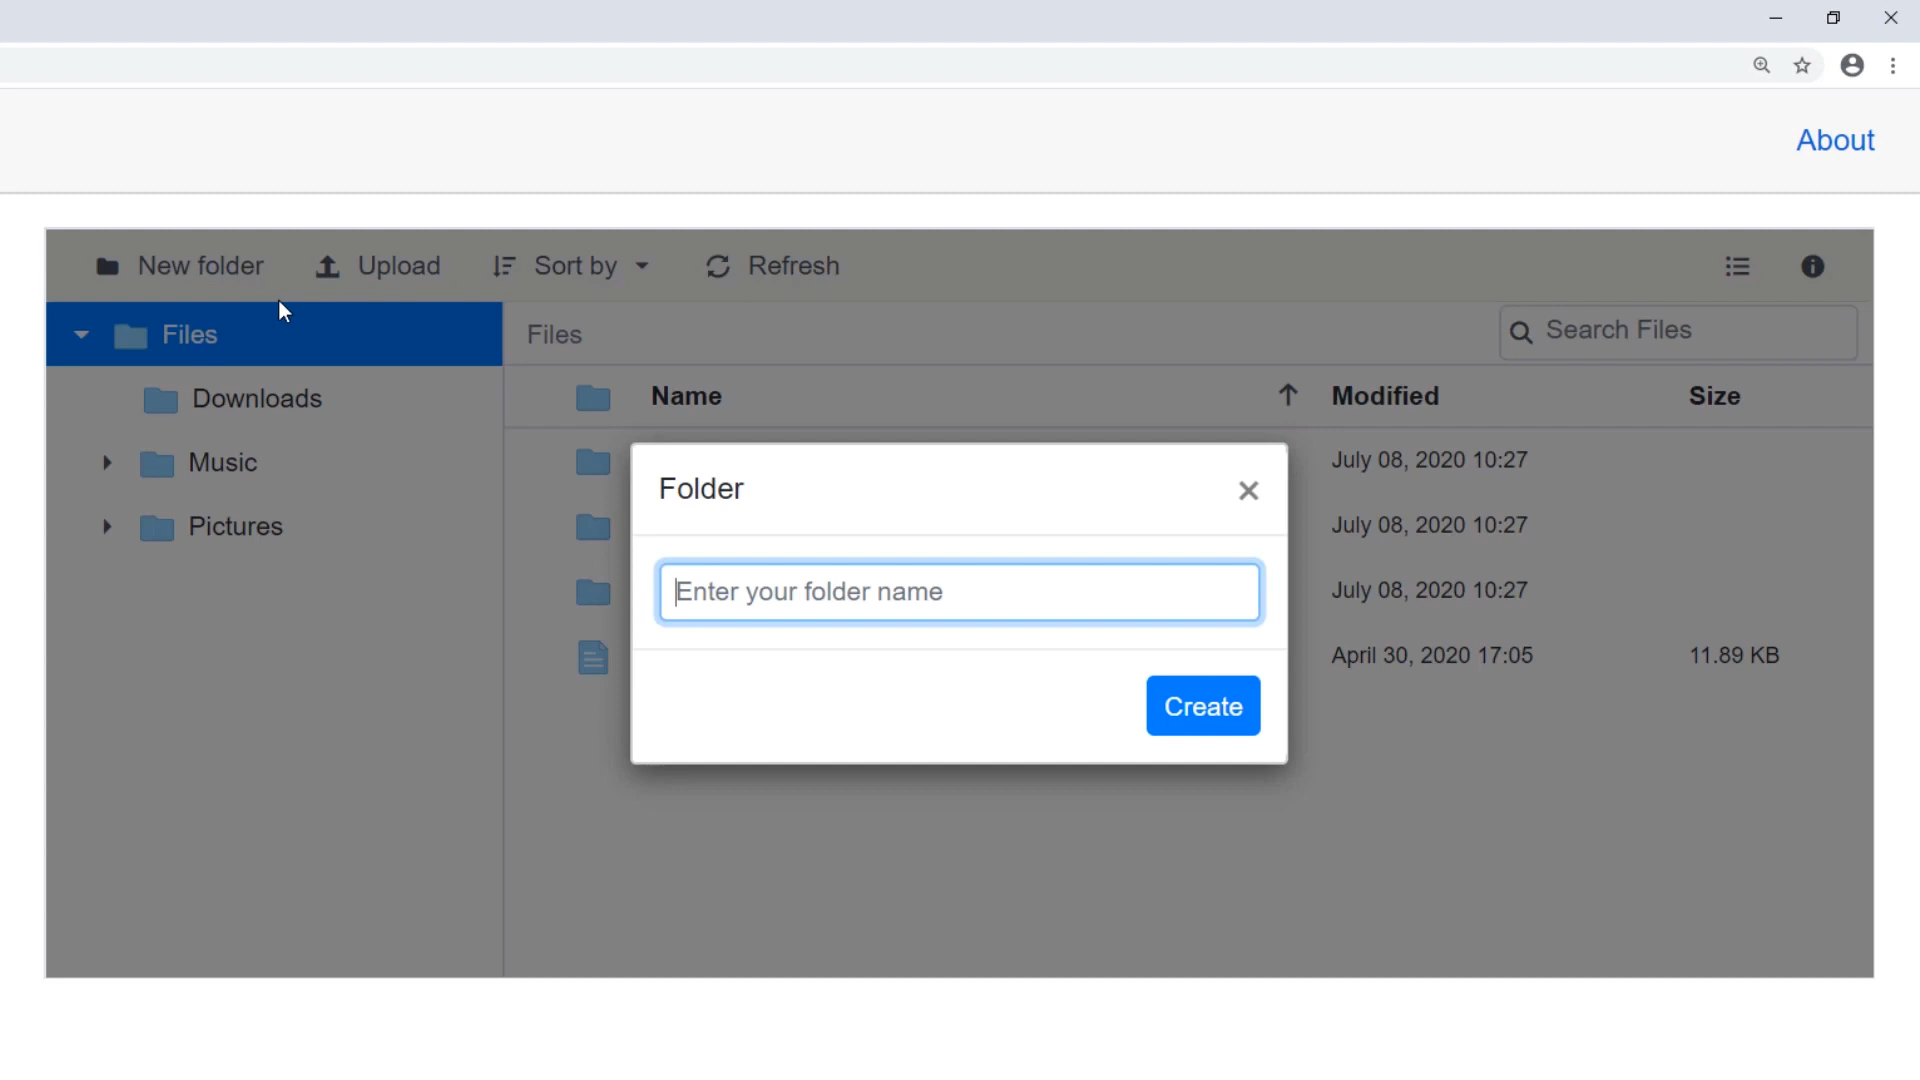 About
New folder Upload Sort by Refresh
Files
Files
Search Files
Downloads
Name Modified Size
Music
July 08, 2020 10:27
Folder
Pictures
July 08, 2020 10:27
Enter your folder name
July 08, 2020 10:27
April 30, 2020 17:05 11.89 KB
Create